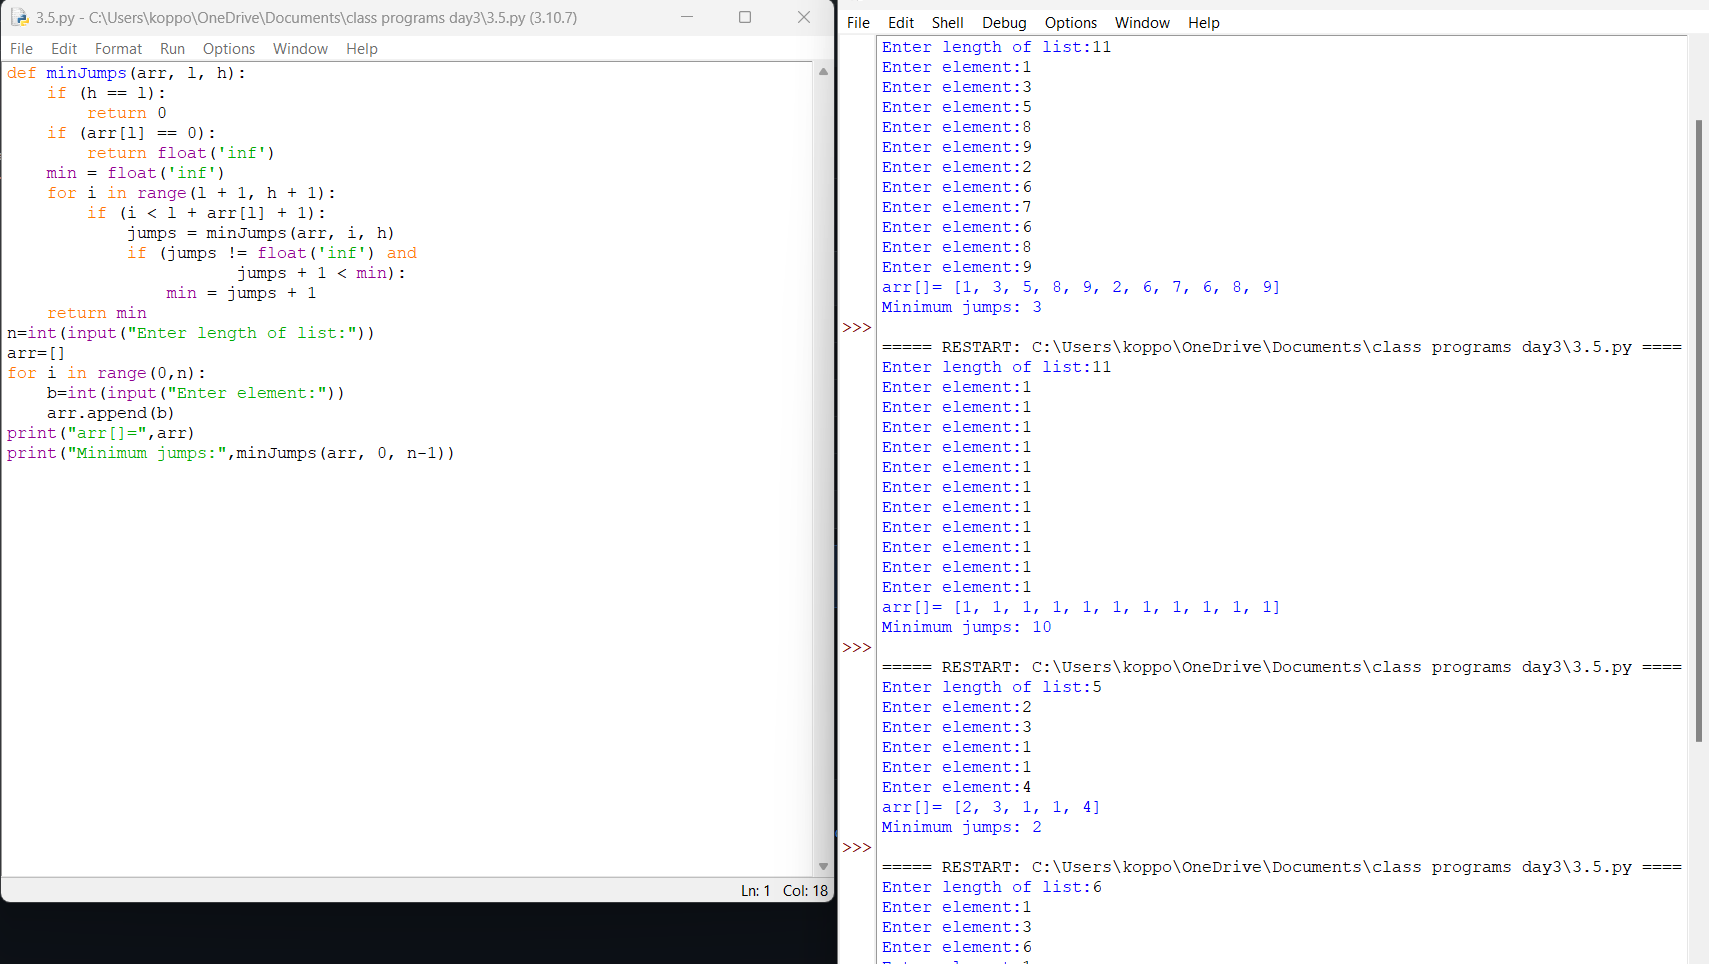 3.5.py - C:\Users\koppo\OneDrive\Documents\class programs day3\3.5.py (3.10.7)
File Edit Format Run Options Window Help
def minJumps(arr, l, h):
    if (h == l):
        return 0
    if (arr[l] == 0):
        return float('inf')
    min = float('inf')
    for i in range(l + 1, h + 1):
        if (i < l + arr[l] + 1):
            jumps = minJumps(arr, i, h)
            if (jumps != float('inf') and
                       jumps + 1 < min):
                min = jumps + 1
    return min
n=int(input("Enter length of list:"))
arr=[]
for i in range(0,n):
    b=int(input("Enter element:"))
    arr.append(b)
print("arr[]=",arr)
print("Minimum jumps:",minJumps(arr, 0, n-1))
Ln: 1 Col: 18
File Edit Shell Debug Options Window Help
Enter length of list:11
Enter element:1
Enter element:3
Enter element:5
Enter element:8
Enter element:9
Enter element:2
Enter element:6
Enter element:7
Enter element:6
Enter element:8
Enter element:9
arr[]= [1, 3, 5, 8, 9, 2, 6, 7, 6, 8, 9]
Minimum jumps: 3
>>>
===== RESTART: C:\Users\koppo\OneDrive\Documents\class programs day3\3.5.py ====
Enter length of list:11
Enter element:1
Enter element:1
Enter element:1
Enter element:1
Enter element:1
Enter element:1
Enter element:1
Enter element:1
Enter element:1
Enter element:1
Enter element:1
arr[]= [1, 1, 1, 1, 1, 1, 1, 1, 1, 1, 1]
Minimum jumps: 10
>>>
===== RESTART: C:\Users\koppo\OneDrive\Documents\class programs day3\3.5.py ====
Enter length of list:5
Enter element:2
Enter element:3
Enter element:1
Enter element:1
Enter element:4
arr[]= [2, 3, 1, 1, 4]
Minimum jumps: 2
>>>
===== RESTART: C:\Users\koppo\OneDrive\Documents\class programs day3\3.5.py ====
Enter length of list:6
Enter element:1
Enter element:3
Enter element:6